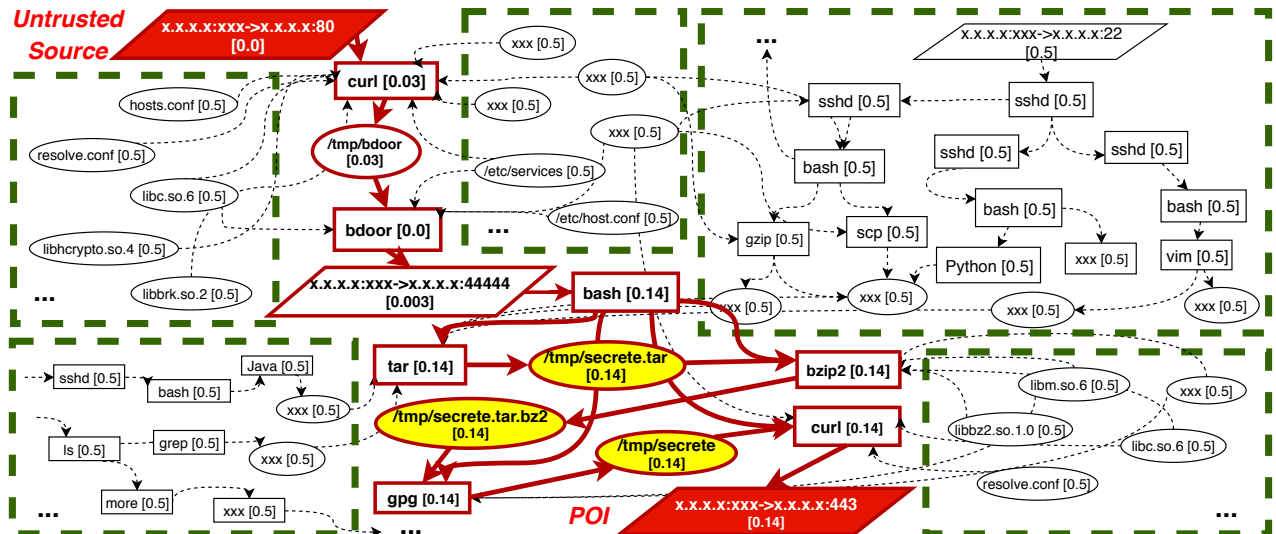 Untrusted
Source
x.x.x.x:xxx->x.x.x.x:80
[0.0]
curl [0.03]
/tmp/bdoor
[0.03]
bdoor [0.0]
x.x.x.x:xxx->x.x.x.x:44444
[0.003]
hosts.conf [0.5]
resolve.conf [0.5]
libc.so.6 [0.5]
libhcrypto.so.4 [0.5]
libbrk.so.2 [0.5]
...
xxx [0.5]
xxx [0.5]
xxx [0.5]
xxx [0.5]
/etc/services [0.5]
/etc/host.conf [0.5]
...
...
x.x.x.x:xxx->x.x.x.x:22
[0.5]
sshd [0.5]
sshd [0.5]
bash [0.5]
sshd [0.5]
sshd [0.5]
bash [0.5]
bash [0.5]
gzip [0.5]
scp [0.5]
Python [0.5]
xxx [0.5]
vim [0.5]
xxx [0.5]
xxx [0.5]
xxx [0.5]
xxx [0.5]
bash [0.14]
tar [0.14]
/tmp/secrete.tar
[0.14]
bzip2 [0.14]
/tmp/secrete.tar.bz2
[0.14]
/tmp/secrete
[0.14]
curl [0.14]
gpg [0.14]
POI
x.x.x.x:xxx->x.x.x.x:443
[0.14]
...
sshd [0.5]
bash [0.5]
Java [0.5]
xxx [0.5]
ls [0.5]
grep [0.5]
xxx [0.5]
more [0.5]
xxx [0.5]
...
libm.so.6 [0.5]
xxx [0.5]
libbz2.so.1.0 [0.5]
libc.so.6 [0.5]
resolve.conf [0.5]
...